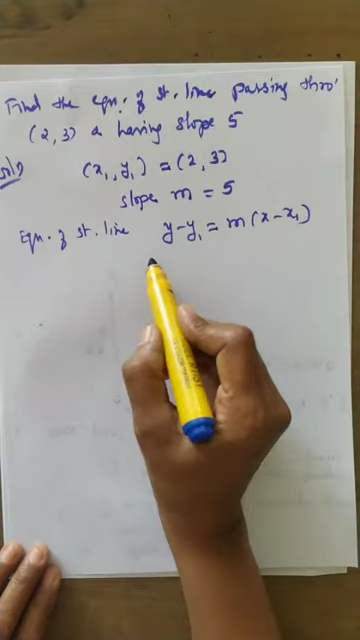 Find the eqn. of st. line passing thro'
(2, 3) a having slope 5
soln
(x₁, y₁) = (2, 3)
slope m = 5
Eqn. of st. line y-y₁ = m(x-x₁)